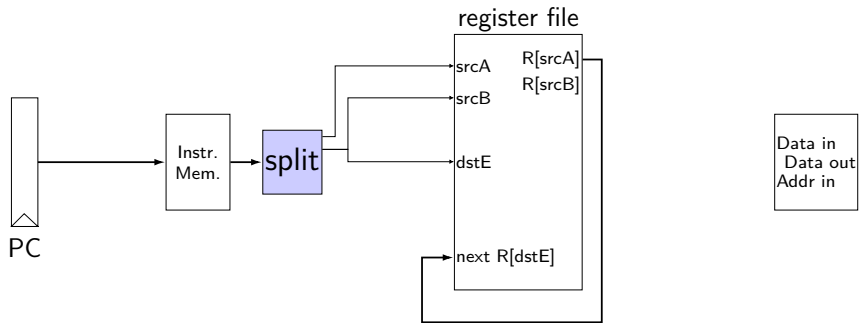 register file
srcA
R[srcA]
R[srcB]
srcB
Instr.
Mem.
split
dstE
Data in
Data out
Addr in
PC
next R[dstE]